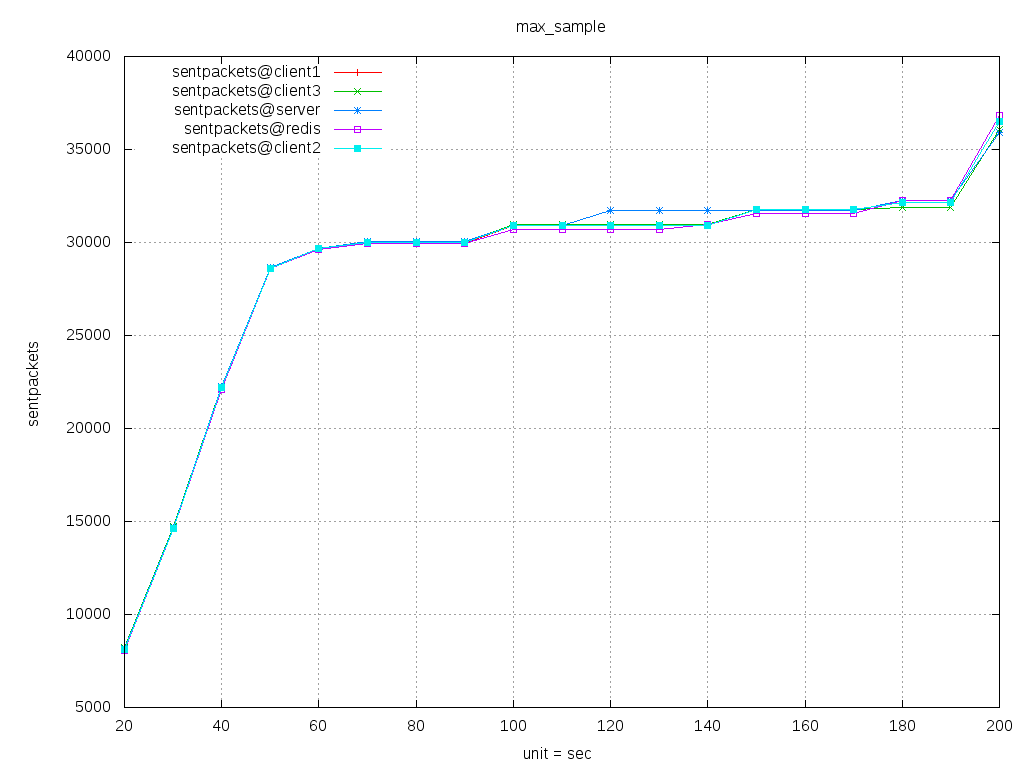 max_sample
40000
35000
30000
25000
20000
15000
10000
5000
sentpackets
sentpackets@client1
sentpackets@client3
sentpackets@server
sentpackets@redis
sentpackets@client2
20 40 60 80 100 120 140 160 180 200
unit = sec